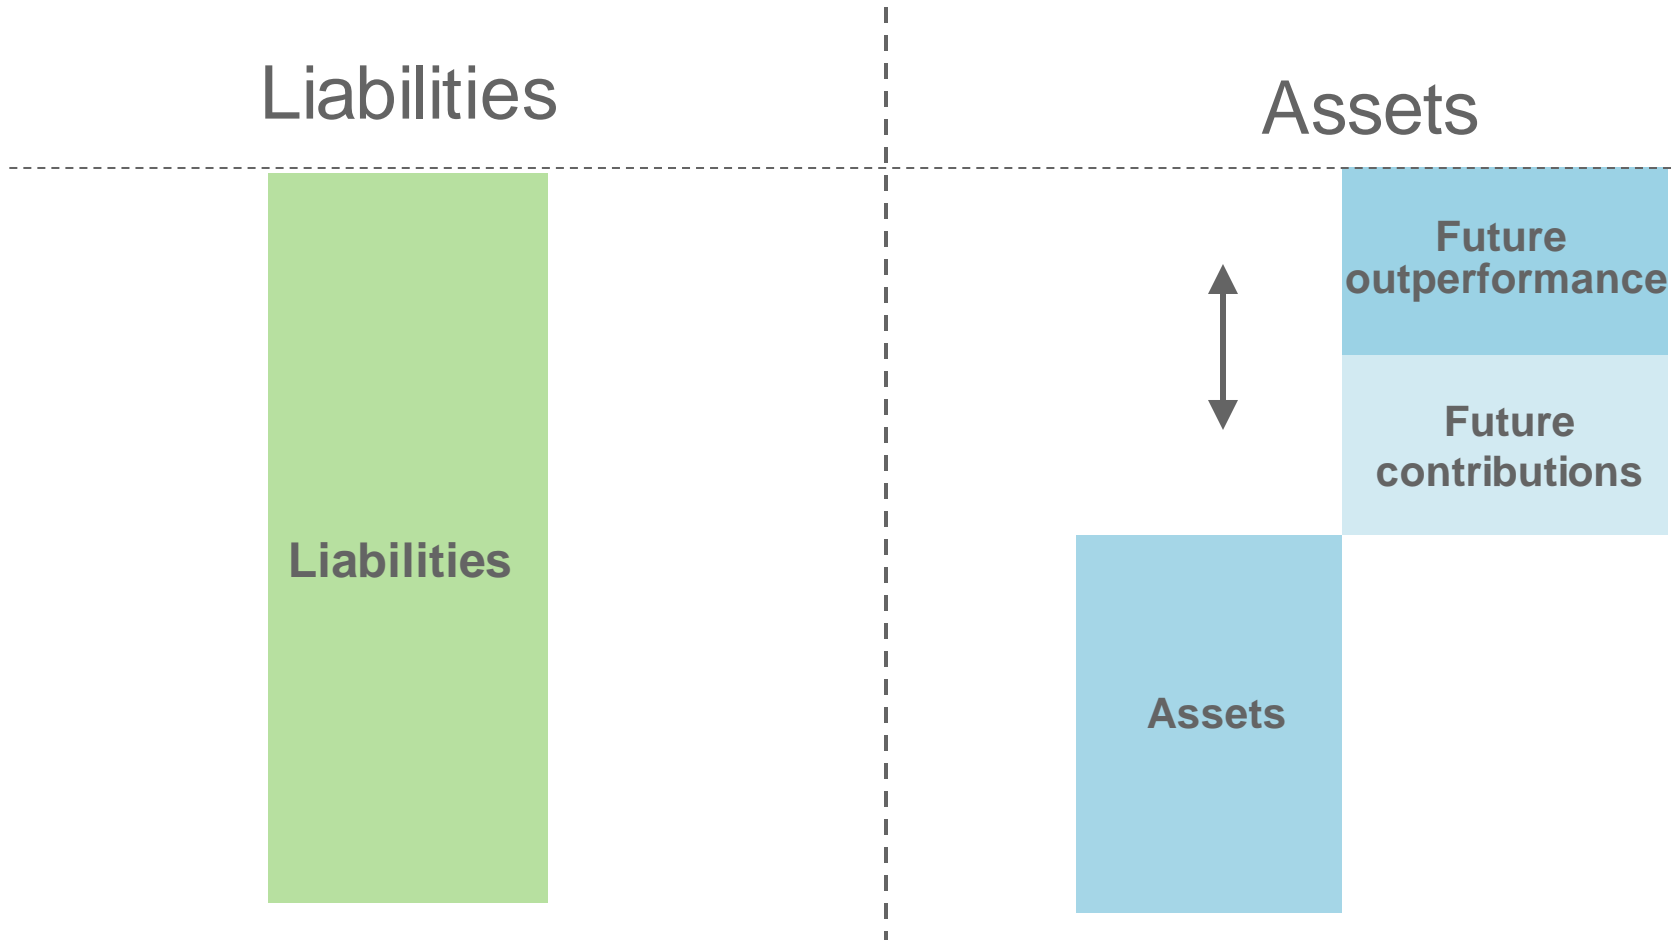 Liabilities
Assets
Future
outperformance
Future
contributions
Liabilities
Assets